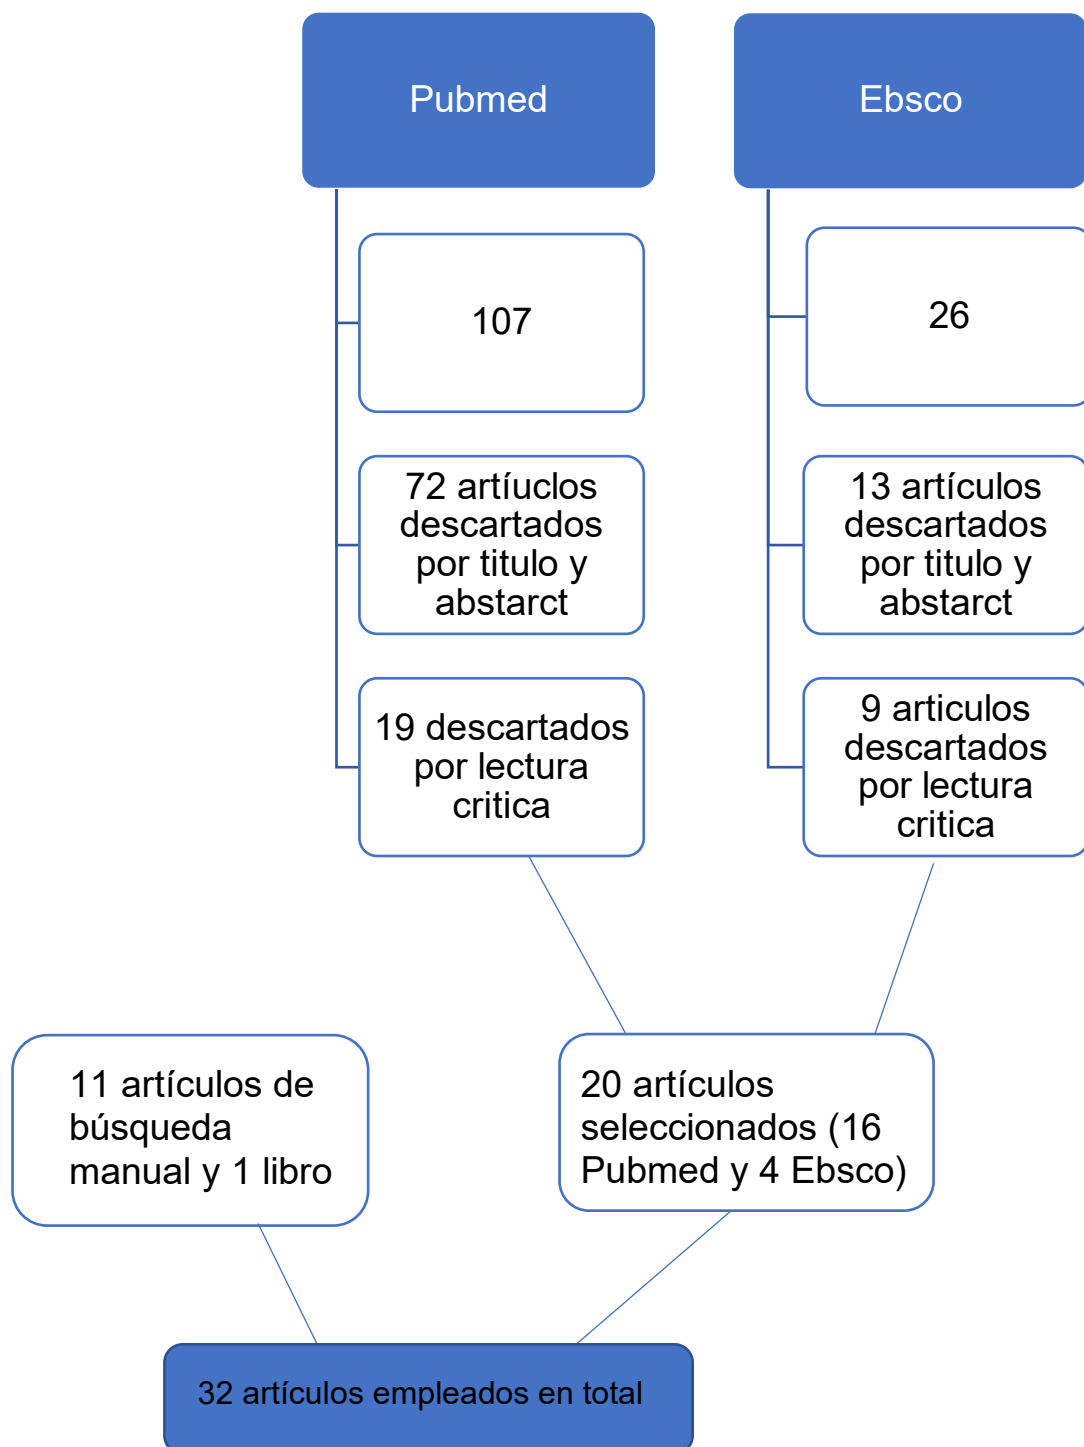 Pubmed
Ebsco
107
26
72 artíuclos
descartados
por titulo y
abstarct
13 artículos
descartados
por titulo y
abstarct
19 descartados
por lectura
critica
9 articulos
descartados
por lectura
critica
11 artículos de
búsqueda
manual y 1 libro
20 artículos
seleccionados (16
Pubmed y 4 Ebsco)
32 artículos empleados en total